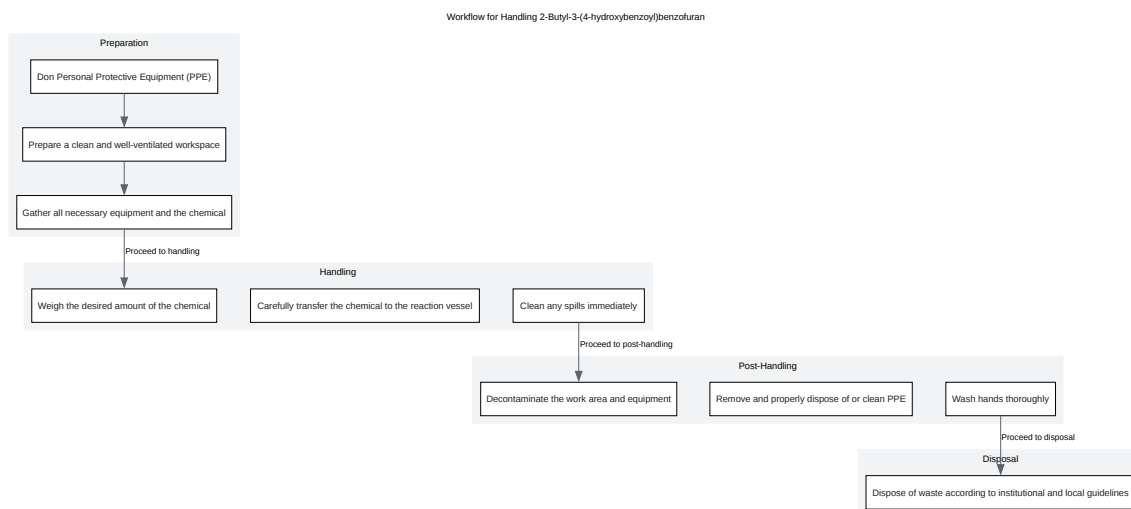 Workflow for Handling 2-Butyl-3-(4-hydroxybenzoyl)benzofuran
Preparation
Don Personal Protective Equipment (PPE)
Prepare a clean and well-ventilated workspace
Gather all necessary equipment and the chemical
Proceed to handling
Handling
Weigh the desired amount of the chemical
Carefully transfer the chemical to the reaction vessel
Clean any spills immediately
Proceed to post-handling
Post-Handling
Decontaminate the work area and equipment
Remove and properly dispose of or clean PPE
Wash hands thoroughly
Proceed to disposal
Disposal
Dispose of waste according to institutional and local guidelines